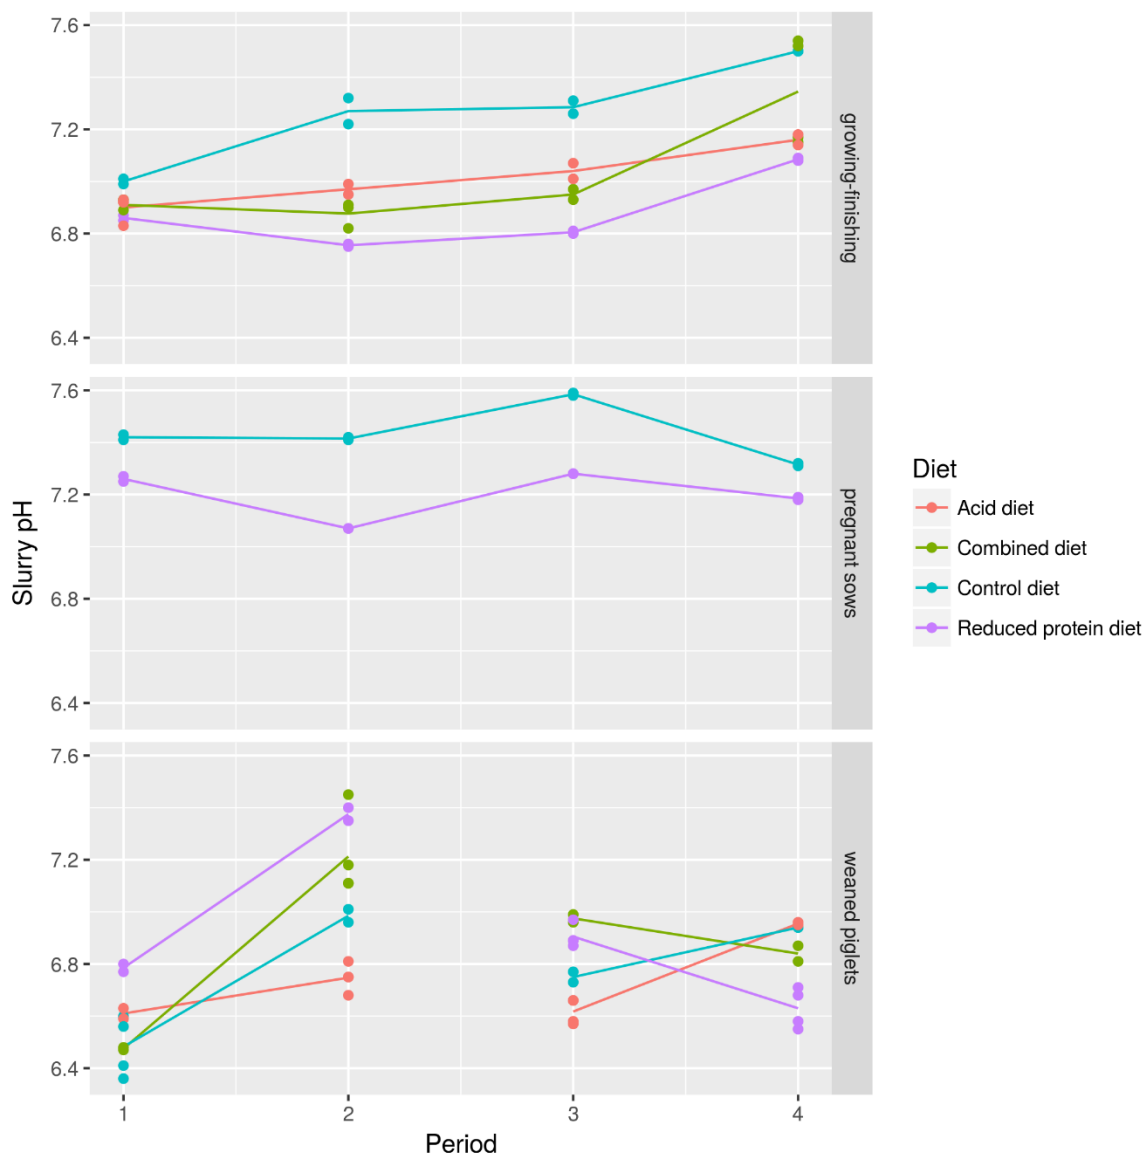 7.6
7.2
6.8
6.4
growing-finishing
7.6
7.2
6.8
6.4
pregnant sows
7.6
7.2
6.8
6.4
weaned piglets
Slurry pH
1 2 3 4
Period
Diet
Acid diet
Combined diet
Control diet
Reduced protein diet